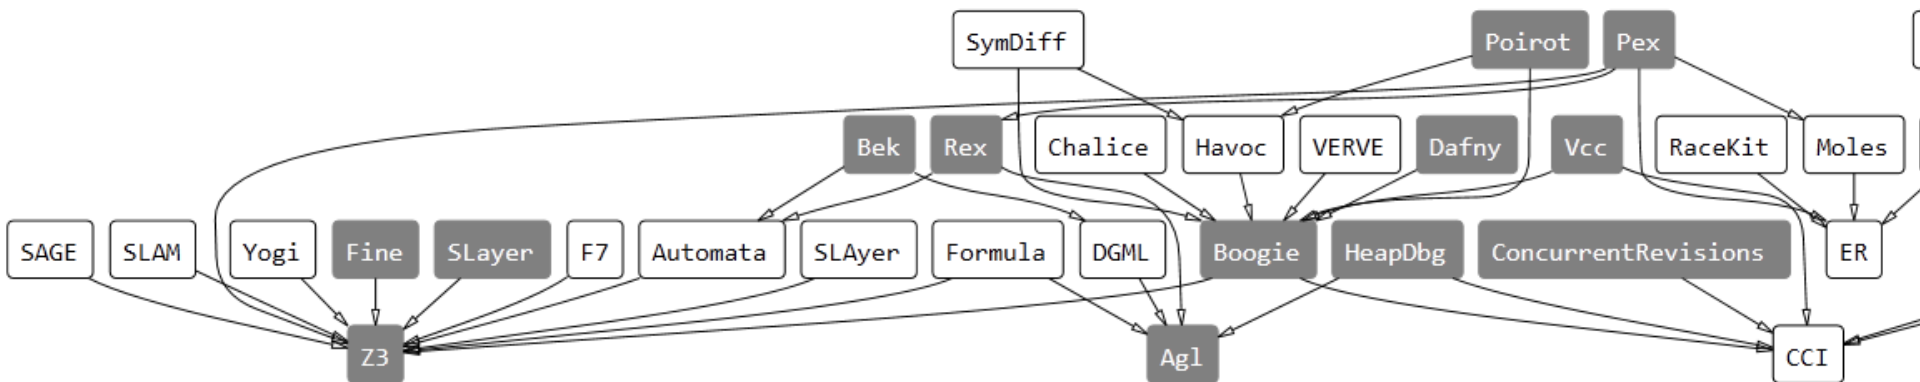 SymDiff Poirot Pex
Bek Rex Chalice Havoc VERVE Dafny Vcc RaceKit Moles
SAGE SLAM Yogi Fine SLayer F7 Automata SLAyer Formula DGML Boogie HeapDbg ConcurrentRevisions ER
Z3 Agl CCI